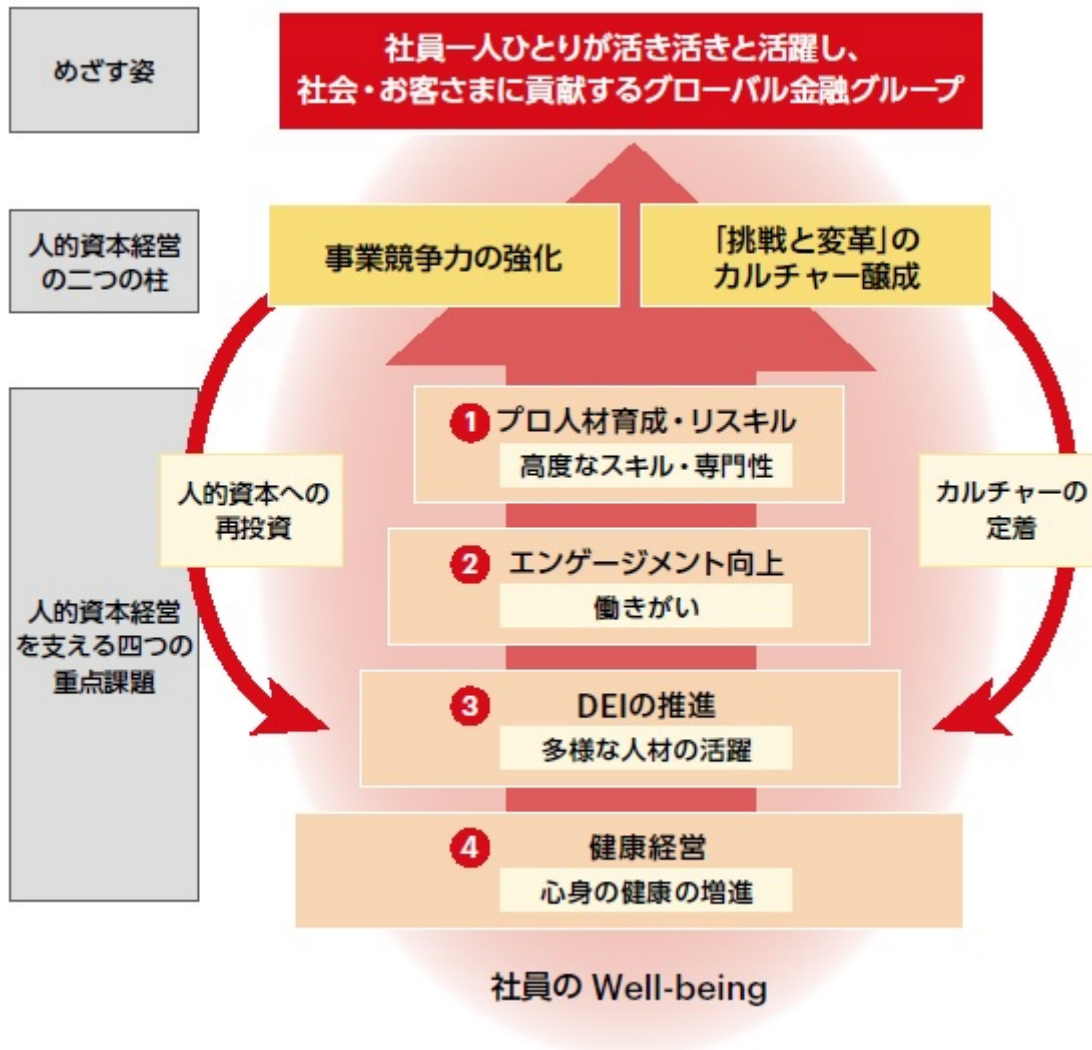 めざす姿
社員一人ひとりが活き活きと活躍し、
社会・お客さまに貢献するグローバル金融グループ
人的資本経営
の二つの柱
事業競争力の強化
「挑戦と変革」の
カルチャー醸成
人的資本経営
を支える四つの
重点課題
人的資本への
再投資
カルチャーの
定着
1 プロ人材育成・リスキル
高度なスキル・専門性
2 エンゲージメント向上
働きがい
3 DEIの推進
多様な人材の活躍
4 健康経営
心身の健康の増進
社員の Well-being